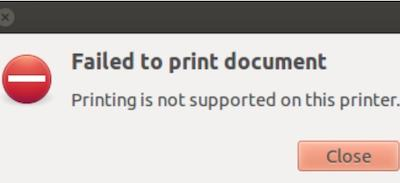 Failed to print document
Printing is not supported on this printer.
Close